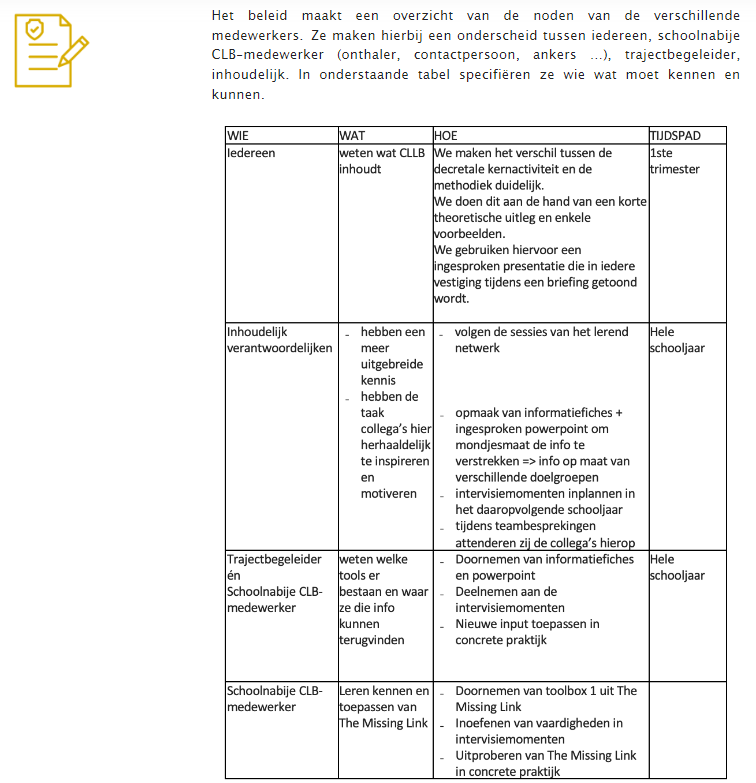 Het beleid maakt een overzicht van de noden van de verschillende
medewerkers. Ze maken hierbij een onderscheid tussen iedereen, schoolnabije
CLB-medewerker (onthaler, contactpersoon, ankers ...), trajectbegeleider,
inhoudelijk. In onderstaande tabel specifiëren ze wie wat moet kennen en
kunnen.
WIE WAT HOE TIJDSPAD
Iedereen
weten wat CLLB
inhoudt
We maken het verschil tussen de
decretale kernactiviteit en de
methodiek duidelijk.
We doen dit aan de hand van een korte
theoretische uitleg en enkele
voorbeelden.
We gebruiken hiervoor een
ingesproken presentatie die in iedere
vestiging tijdens een briefing getoond
wordt.
1ste
trimester
Inhoudelijk
verantwoordelijken
- hebben een
meer
uitgebreide
kennis
- hebben de
taak
collega's hier
herhaaldelijk
te inspireren
en
motiveren
- volgen de sessies van het lerend
netwerk
- opmaak van informatiefiches +
ingesproken powerpoint om
mondjesmaat de info te
verstrekken => info op maat van
verschillende doelgroepen
- intervisiemomenten inplannen in
het daaropvolgende schooljaar
- tijdens teambesprekingen
attenderen zij de collega's hierop
Hele
schooljaar
Trajectbegeleider
én
Schoolnabije CLB-
medewerker
weten welke
tools er
bestaan en waar
ze die info
kunnen
terugvinden
- Doornemen van informatiefiches
en powerpoint
- Deelnemen aan de
intervisiemomenten
- Nieuwe input toepassen in
concrete praktijk
Hele
schooljaar
Schoolnabije CLB-
medewerker
Leren kennen en
toepassen van
The Missing Link
- Doornemen van toolbox 1 uit The
Missing Link
- Inoefenen van vaardigheden in
intervisiemomenten
- Uitproberen van The Missing Link
in concrete praktijk